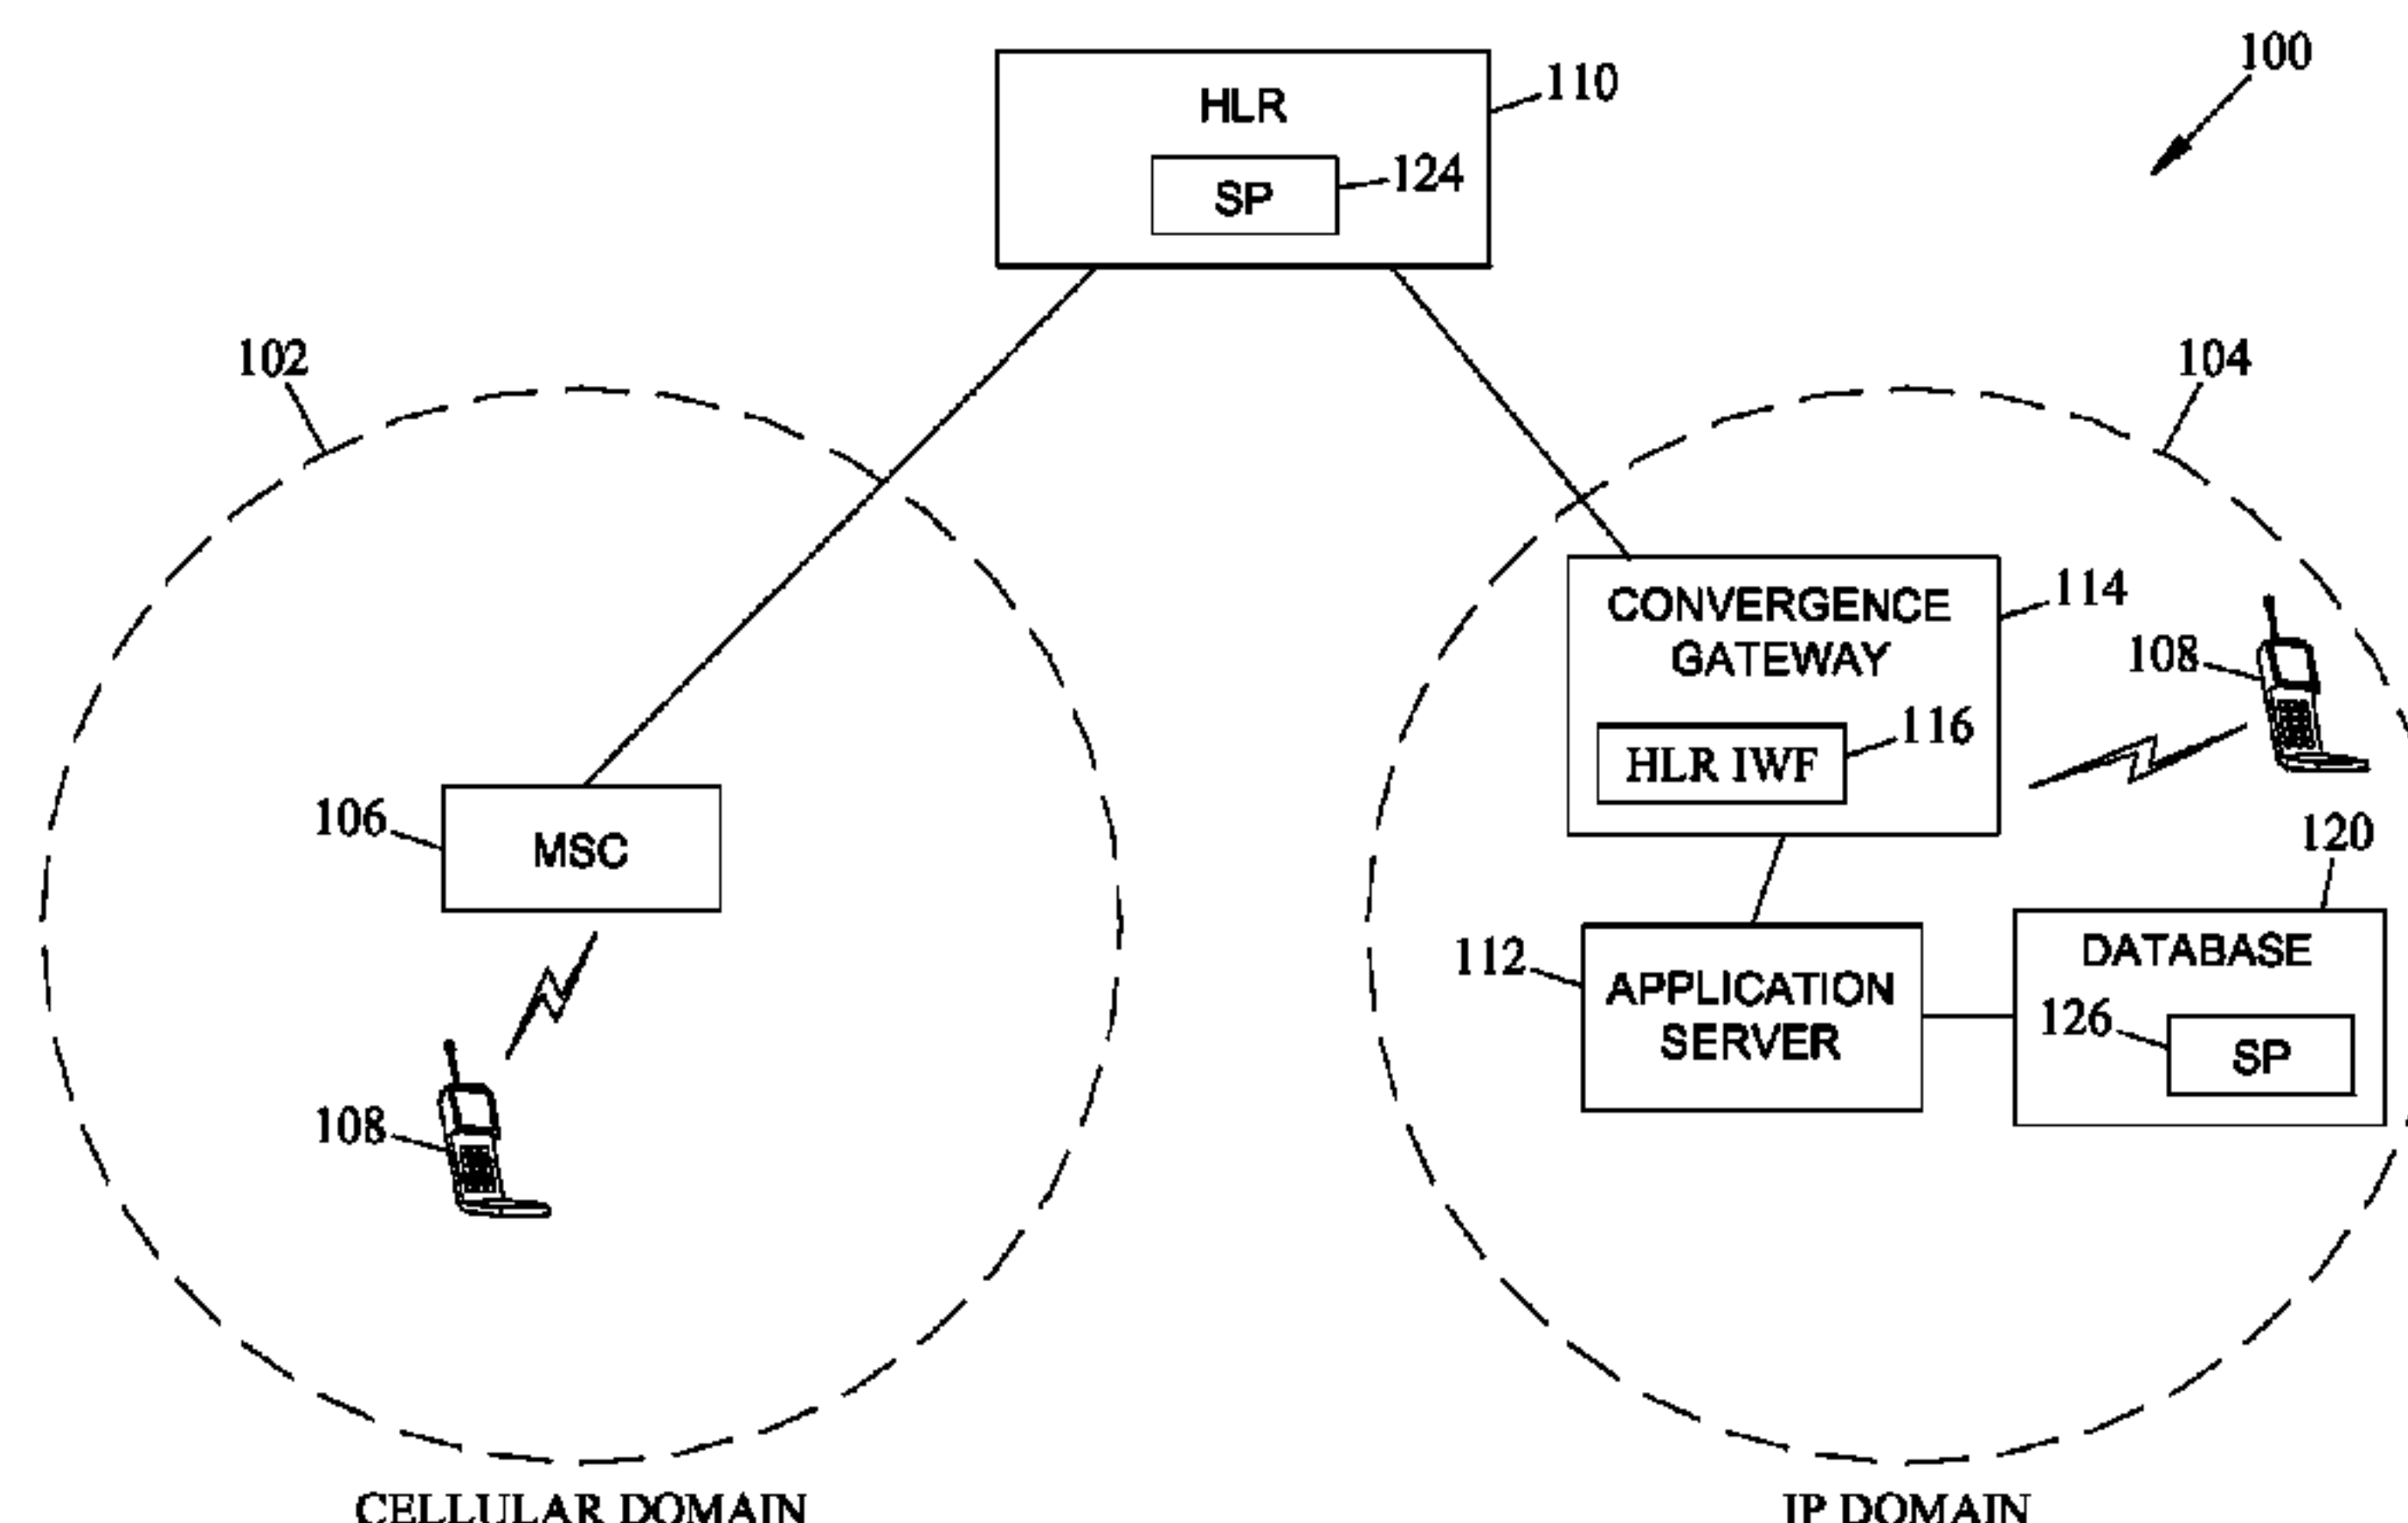 100
HLR
110
SP
124
102
104
CONVERGENCE
GATEWAY
114
108
HLR IWF
116
106
MSC
120
112
APPLICATION
SERVER
DATABASE
126
SP
108
CELLULAR DOMAIN
IP DOMAIN